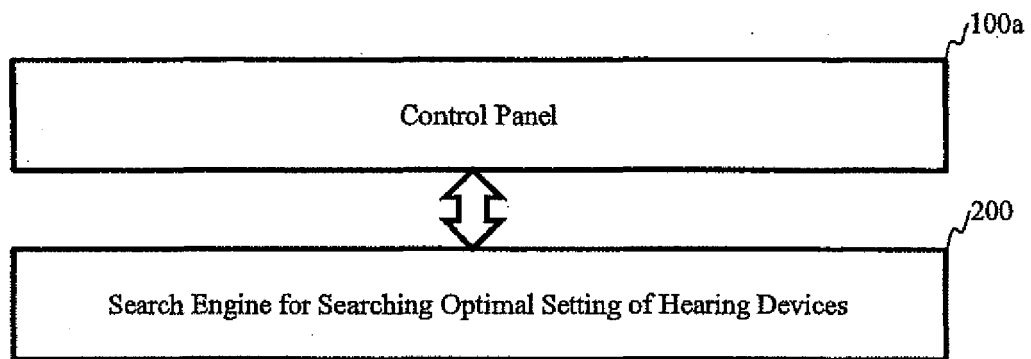 100a
Control Panel
200
Search Engine for Searching Optimal Setting of Hearing Devices